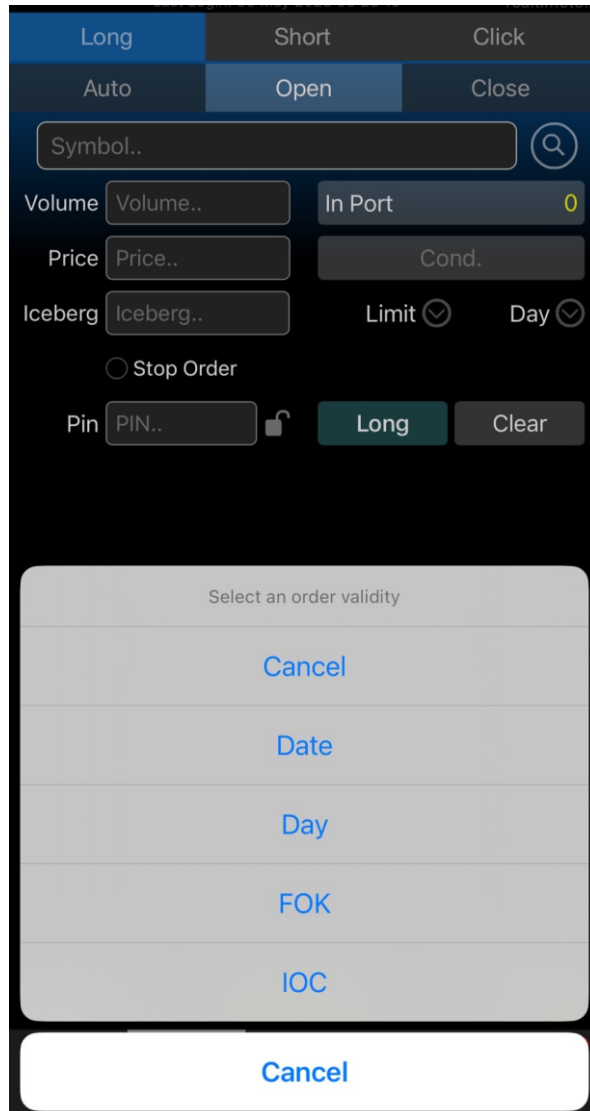 Long Short Click
Auto Open Close
Symbol..
Volume Volume.. In Port 0
Price Price.. Cond.
Iceberg Iceberg.. Limit Day
Stop Order
Pin PIN.. Long Clear
Select an order validity
Cancel
Date
Day
FOK
IOC
Cancel